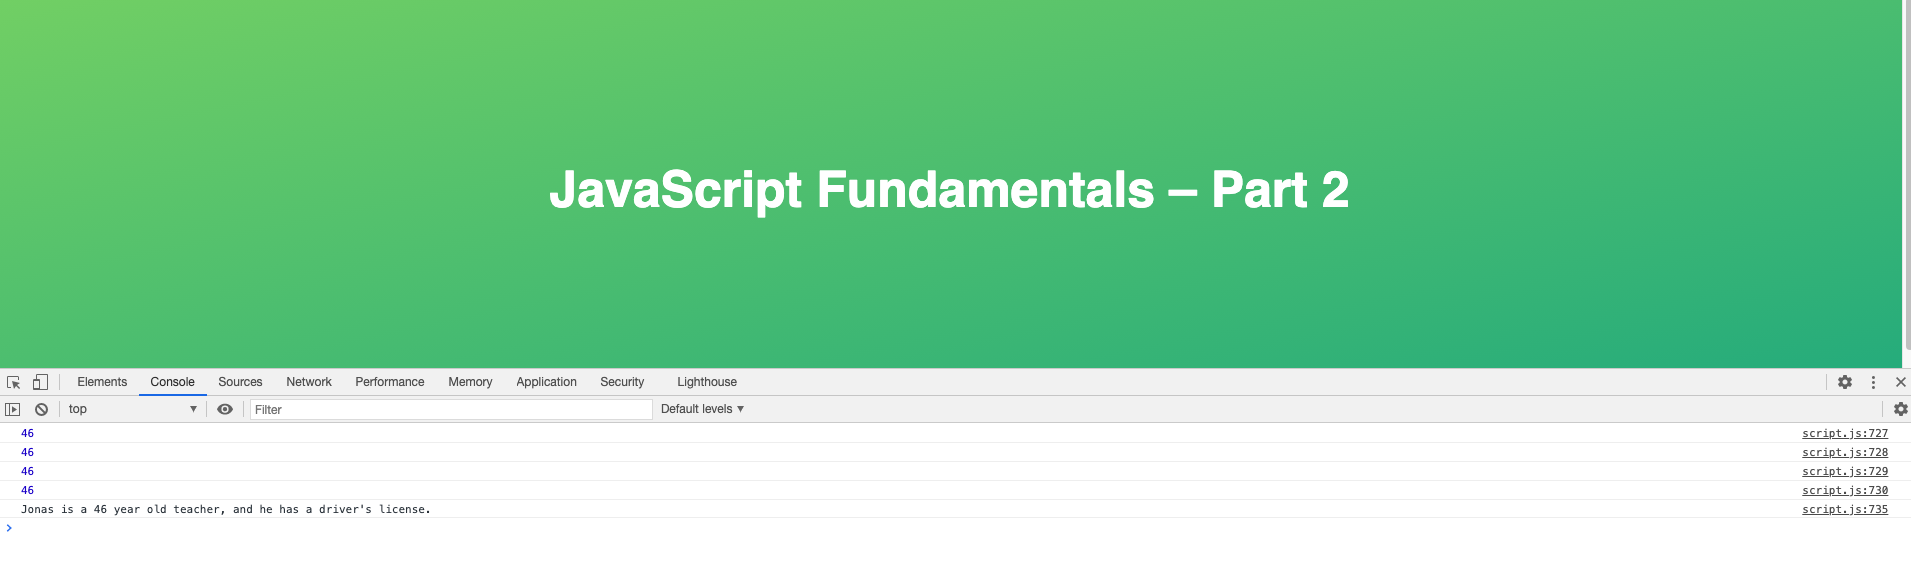 JavaScript Fundamentals – Part 2
Elements Console Sources Network Performance Memory Application Security Lighthouse
top Filter Default levels
46 script.js:727
46 script.js:728
46 script.js:729
46 script.js:730
Jonas is a 46 year old teacher, and he has a driver's license. script.js:735